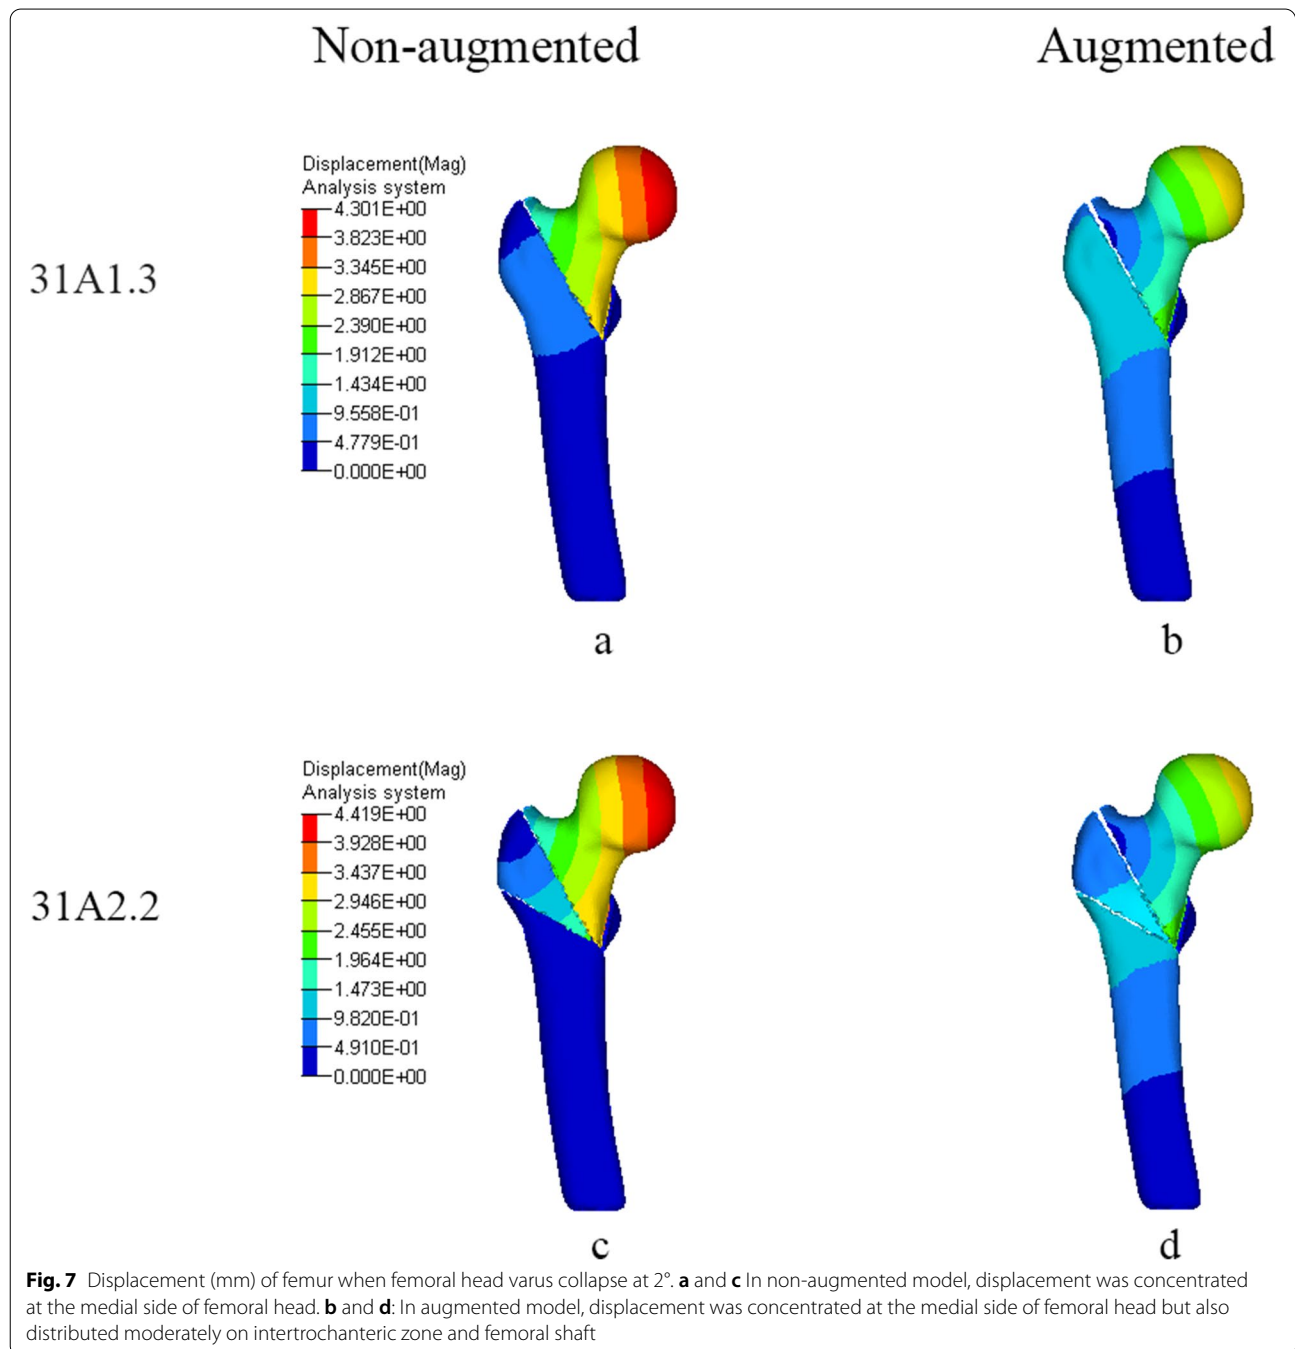 Non-augmented
Augmented
31A1.3
Displacement(Mag)
Analysis system
4.301E+00
3.823E+00
3.345E+00
2.867E+00
2.390E+00
1.912E+00
1.434E+00
9.558E-01
4.779E-01
0.000E+00
a
b
31A2.2
Displacement(Mag)
Analysis system
4.419E+00
3.928E+00
3.437E+00
2.946E+00
2.455E+00
1.964E+00
1.473E+00
9.820E-01
4.910E-01
0.000E+00
c
d
Fig. 7 Displacement (mm) of femur when femoral head varus collapse at 2°. a and c In non-augmented model, displacement was concentrated
at the medial side of femoral head. b and d: In augmented model, displacement was concentrated at the medial side of femoral head but also
distributed moderately on intertrochanteric zone and femoral shaft